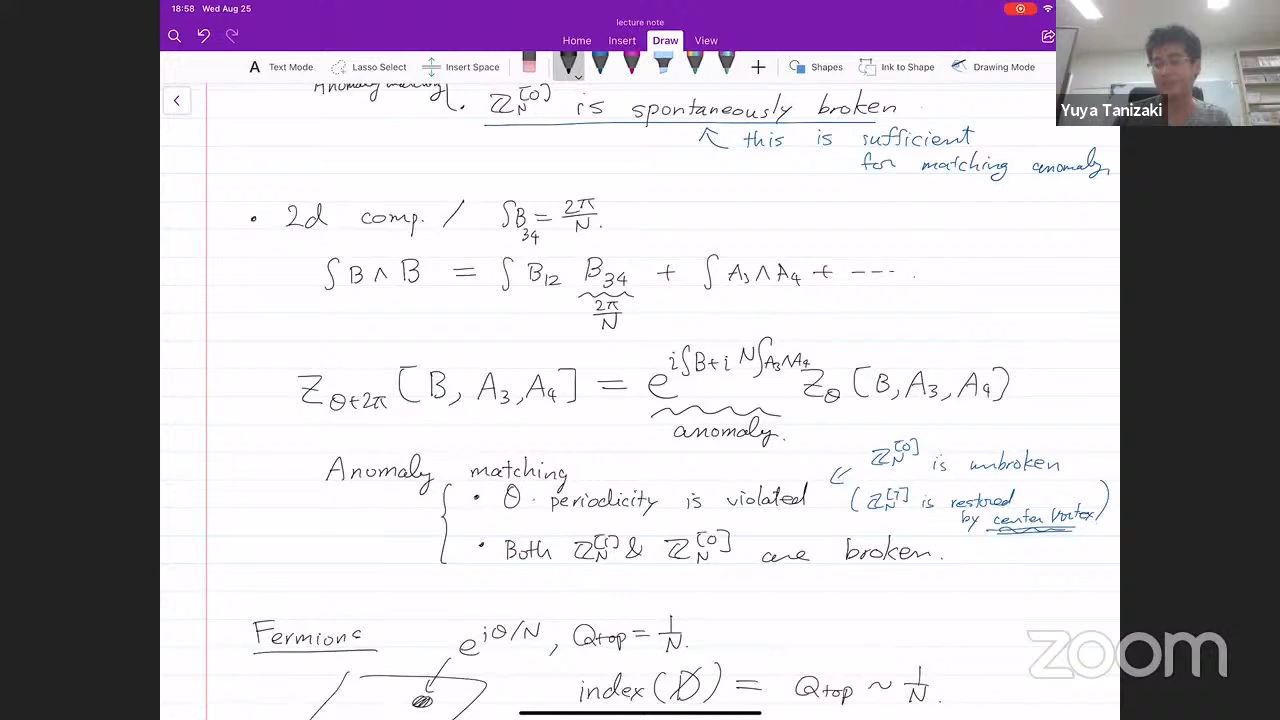 18:58 Wed Aug 25
lecture note
Home Insert Draw View
Text Mode Lasso Select Insert Space Shapes Ink to Shape Drawing Mode
Yuya Tanizaki
Anomaly matching
• ℤ_N^[0] is spontaneously broken
this is sufficient
for matching anomaly,
• 2d comp. / ∫B_34 = 2π/N.
∫B∧B = ∫B_12 B_34 + ∫A_3∧A_4 + ---- .
2π/N
Z_θ+2π [B, A_3, A_4] = e^{i∫B+i N∫A_3∧A_4} Z_θ [B, A_3, A_4]
anomaly.
Anomaly matching
ℤ_N^[0] is unbroken
• θ periodicity is violated
(ℤ_N^[1] is restored
by center vortex)
• Both ℤ_N^[1] & ℤ_N^[0] are broken.
Fermions
e^{iθ/N}, Q_top = 1/N.
index(D̸) = Q_top ~ 1/N.
zoom